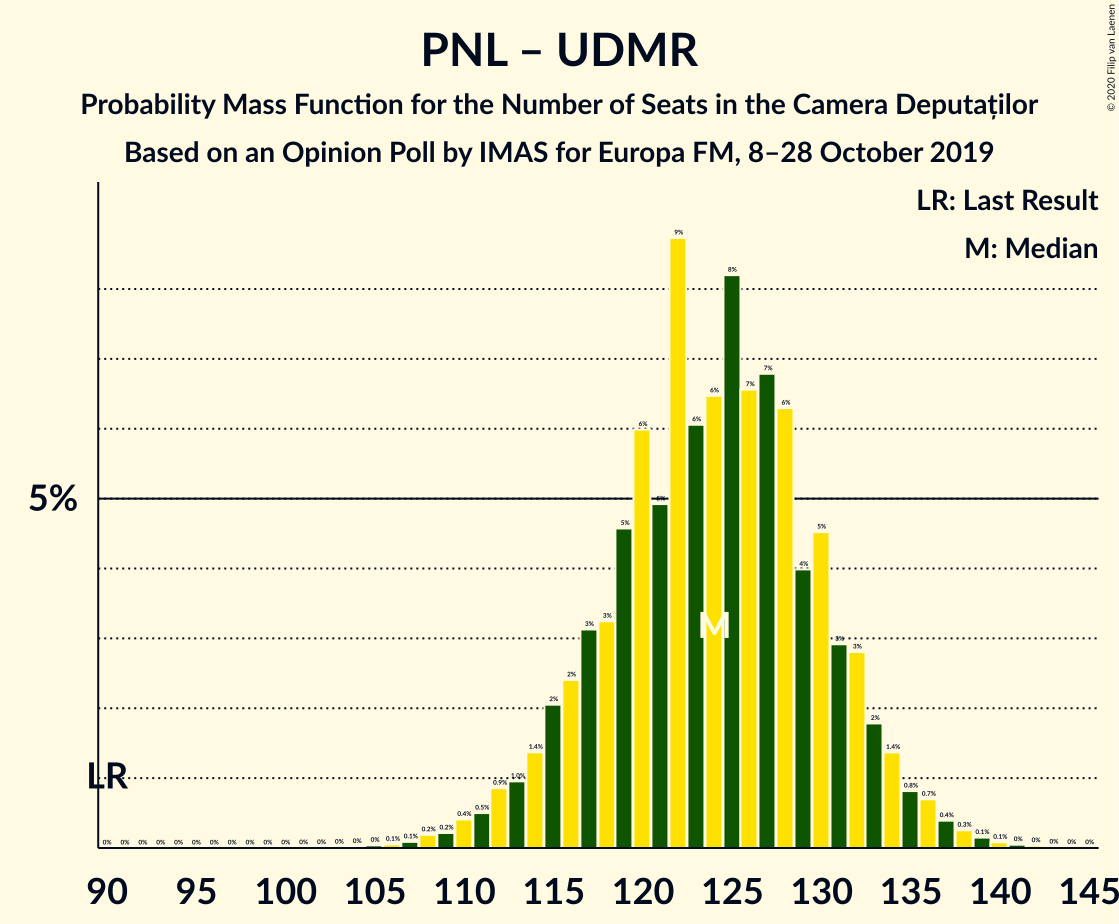 PNL – UDMR
Probability Mass Function for the Number of Seats in the Camera Deputaților
Based on an Opinion Poll by IMAS for Europa FM, 8–28 October 2019
© 2020 Filip van Laenen
LR: Last Result
M: Median
5%
LR
M
0% 0% 0% 0% 0% 0% 0% 0% 0% 0% 0% 0% 0% 0% 0% 0% 0.1% 0.1% 0.2% 0.2% 0.4% 0.5% 0.9% 1.0% 1.4% 2% 2% 3% 3% 5% 6% 5% 9% 6% 6% 8% 7% 7% 6% 4% 5% 3% 3% 2% 1.4% 0.8% 0.7% 0.4% 0.3% 0.1% 0.1% 0% 0% 0% 0% 0%
90 95 100 105 110 115 120 125 130 135 140 145